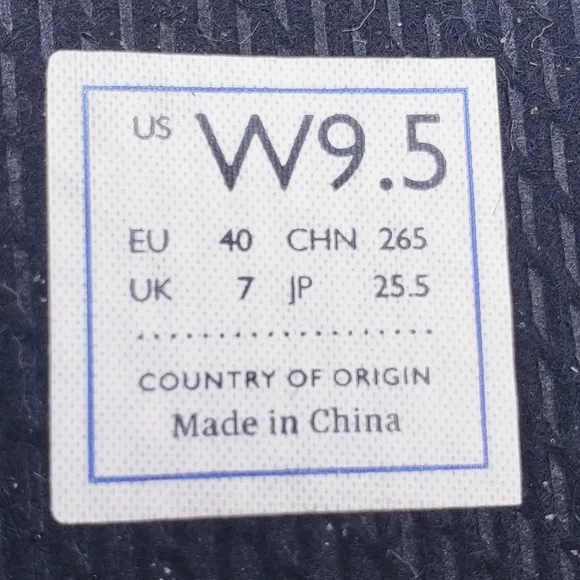 US W9.5
EU 40 CHN 265
UK 7 JP 25.5
COUNTRY OF ORIGIN
Made in China